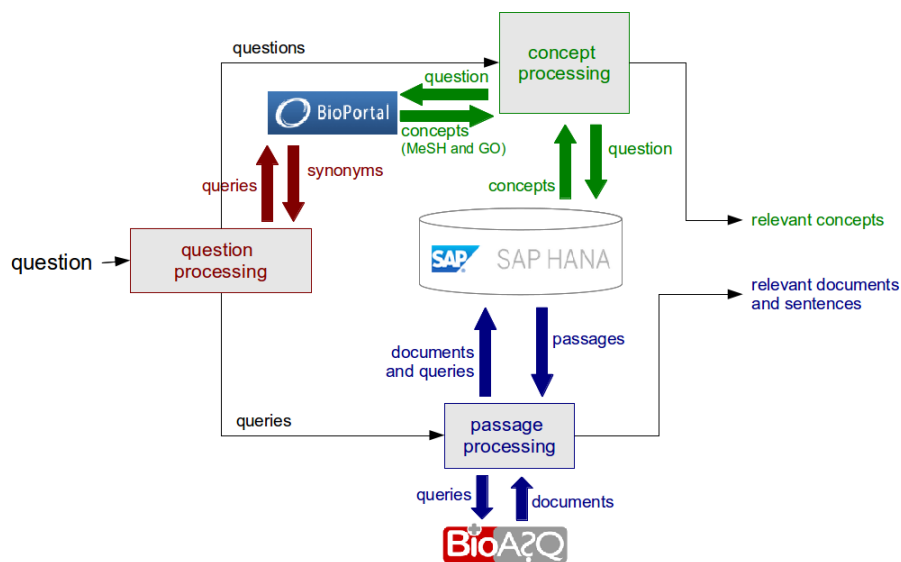 questions
concept
processing
question
BioPortal
concepts
(MeSH and GO)
question
queries
synonyms
concepts
question
question
processing
SAP
SAP HANA
relevant concepts
relevant documents
and sentences
documents
and queries
passages
queries
passage
processing
queries
documents
BioASQ